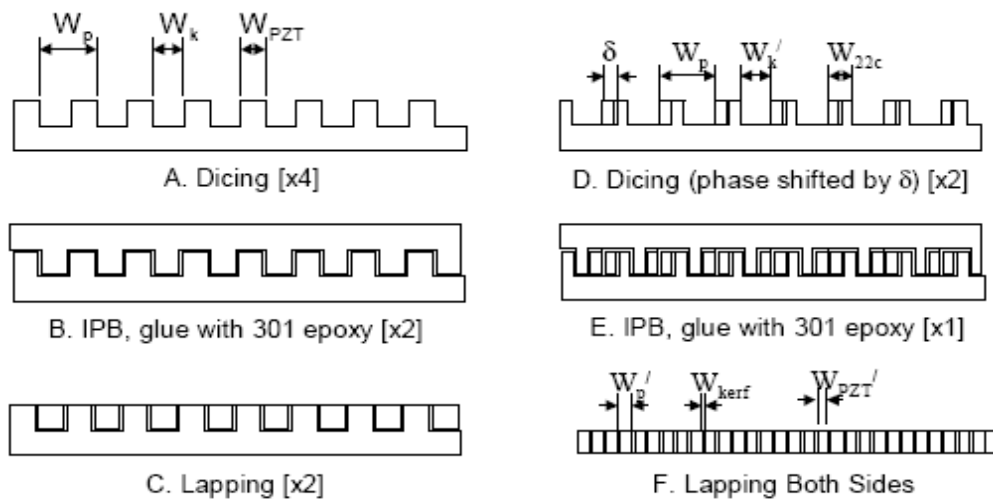 Wp Wk WPZT
A. Dicing [x4]
B. IPB, glue with 301 epoxy [x2]
C. Lapping [x2]
δ Wp Wk/ W22c
D. Dicing (phase shifted by δ) [x2]
E. IPB, glue with 301 epoxy [x1]
Wp/ Wkerf WPZT/
F. Lapping Both Sides